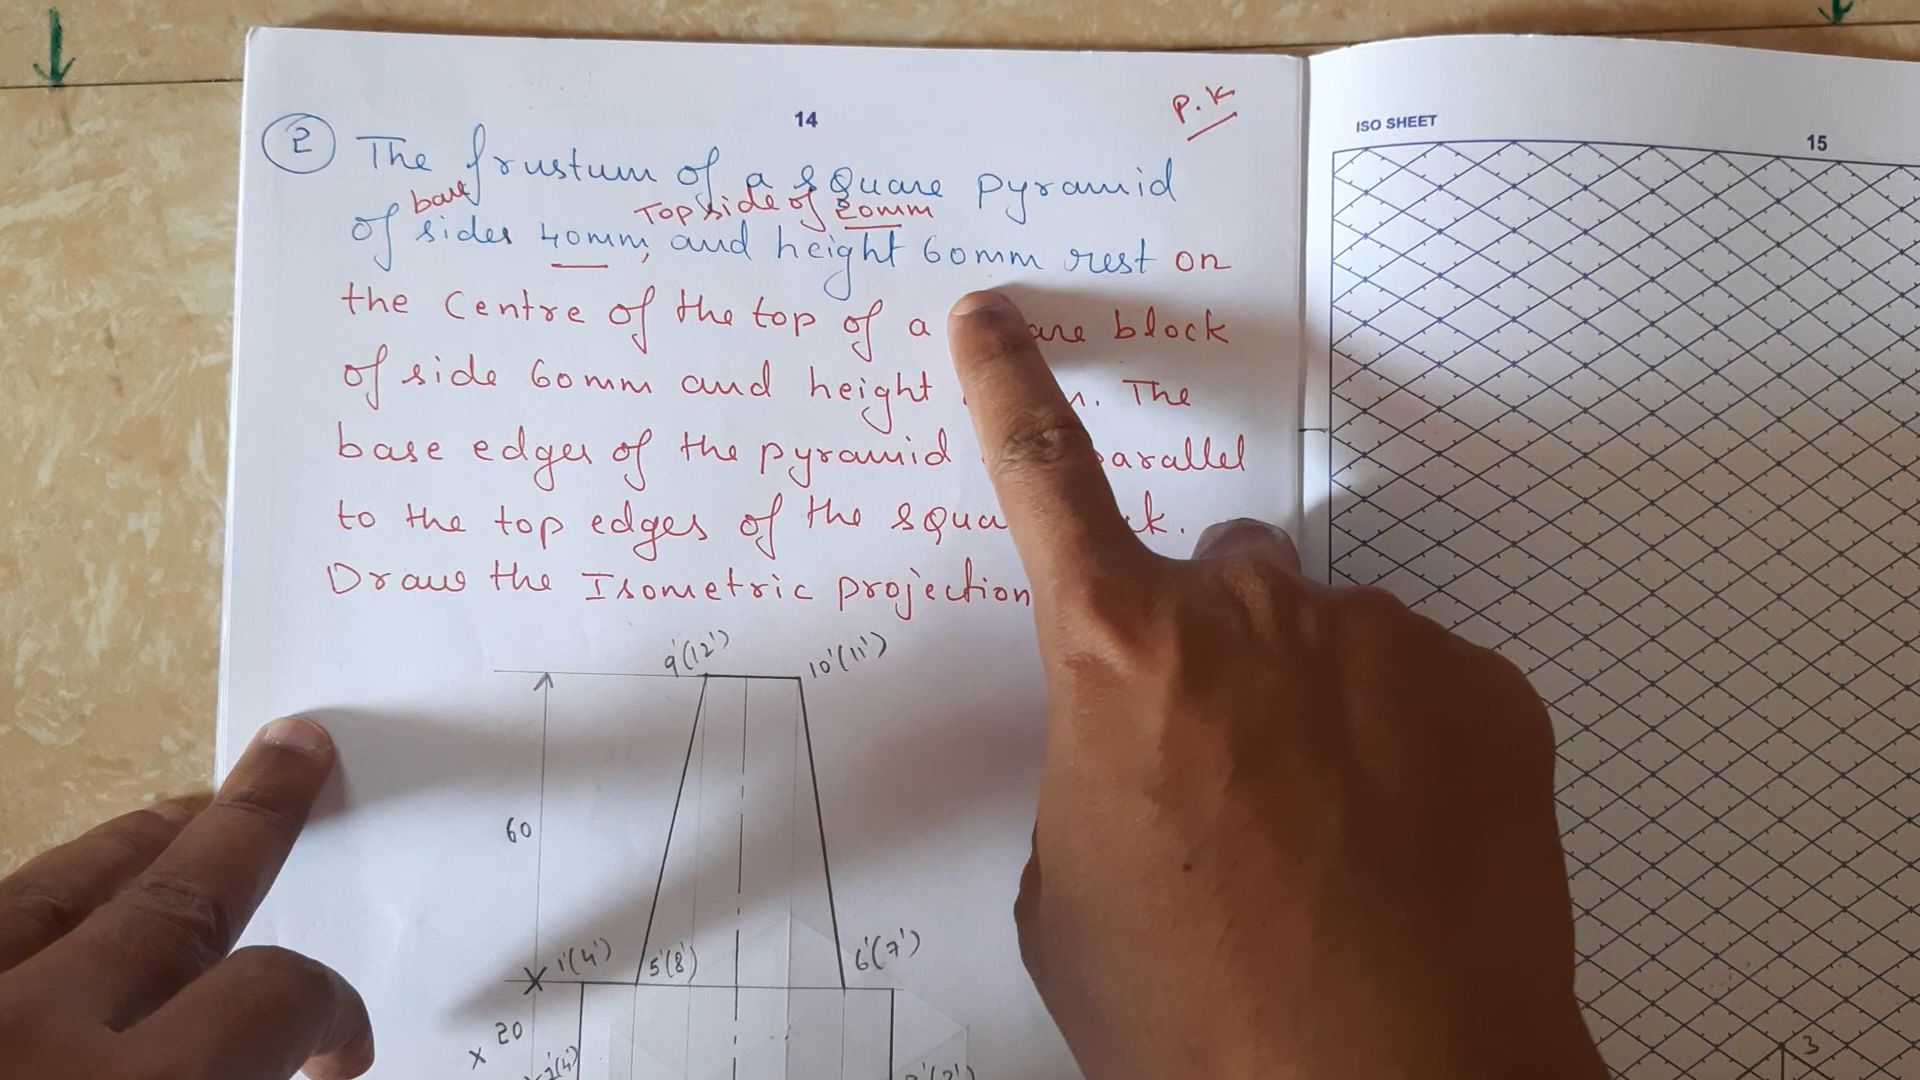 14
P.K
ISO SHEET
15
2 The frustum of a square pyramid
base Top side of 20mm
of sides 40mm, and height 60mm rest on
the Centre of the top of a block
of side 60mm and height The
base edges of the pyramid
to the top edges of the
Draw the Isometric projection
9'(12') 10'(11')
60
1'(4') 5'(8') 6'(7')
20
3